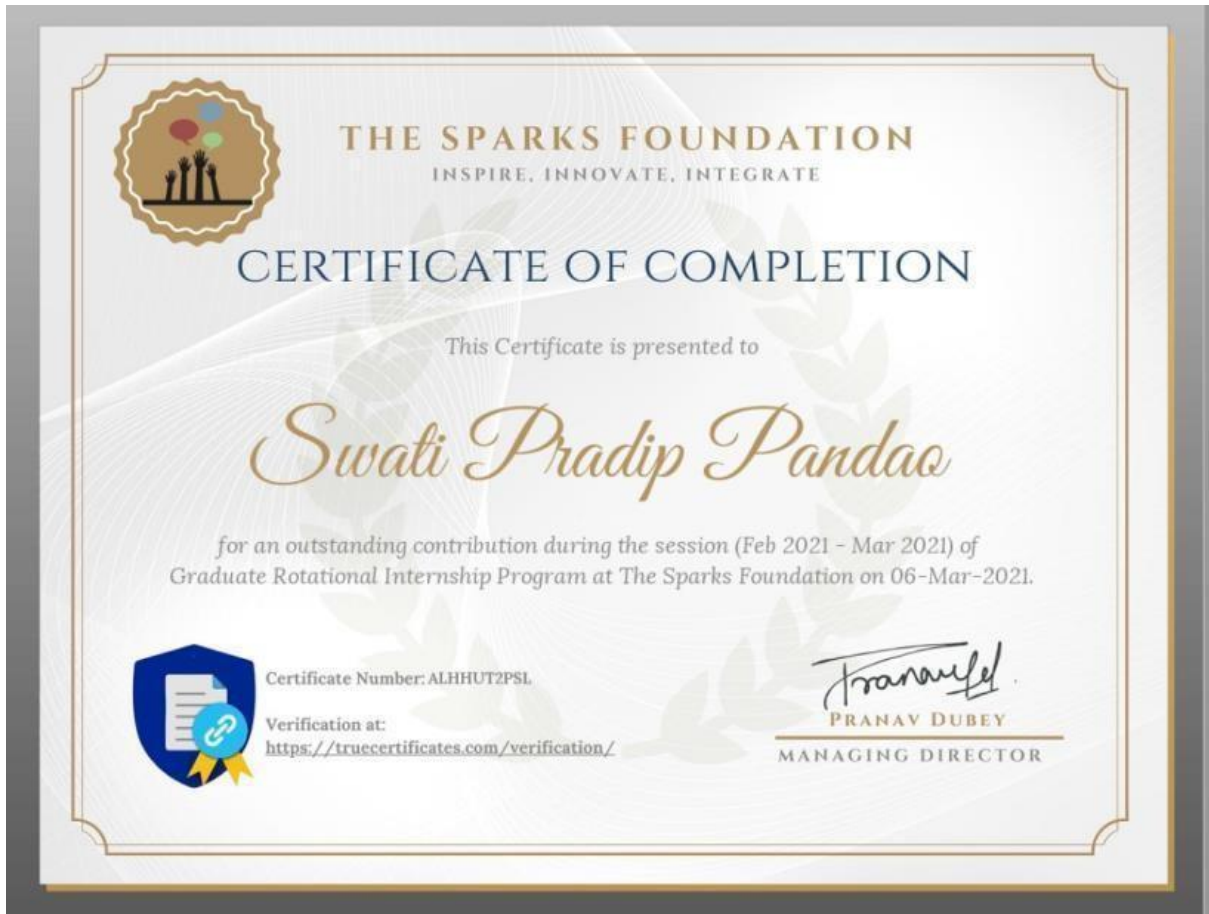 THE SPARKS FOUNDATION
INSPIRE, INNOVATE, INTEGRATE
CERTIFICATE OF COMPLETION
This Certificate is presented to
Swati Pradip Pandao
for an outstanding contribution during the session (Feb 2021 - Mar 2021) of
Graduate Rotational Internship Program at The Sparks Foundation on 06-Mar-2021.
Certificate Number: ALHHUT2PSL
Verification at:
https://truecertificates.com/verification/
PRANAV DUBEY
MANAGING DIRECTOR